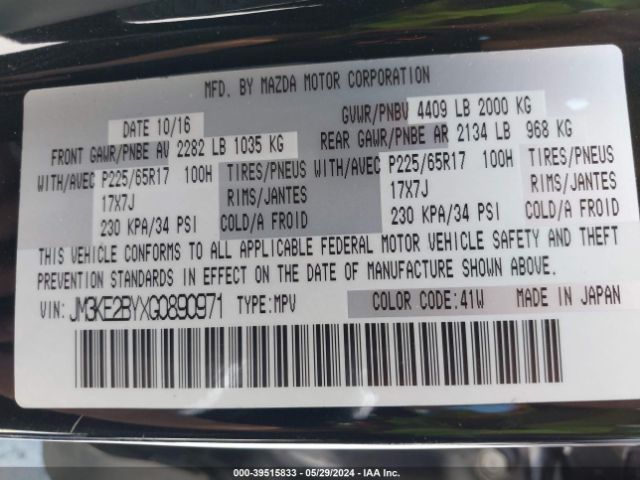 MFD. BY MAZDA MOTOR CORPORATION
DATE 10/16 GVWR/PNBV 4409 LB 2000 KG
FRONT GAWR/PNBE AV 2282 LB 1035 KG REAR GAWR/PNBE AR 2134 LB 968 KG
WITH/AVEC P225/65R17 100H TIRES/PNEUS WITH/AVEC P225/65R17 100H TIRES/PNEUS
17X7J RIMS/JANTES 17X7J RIMS/JANTES
230 KPA/34 PSI COLD/A FROID 230 KPA/34 PSI COLD/A FROID
THIS VEHICLE CONFORMS TO ALL APPLICABLE FEDERAL MOTOR VEHICLE SAFETY AND THEFT
PREVENTION STANDARDS IN EFFECT ON THE DATE OF MANUFACTURE SHOWN ABOVE.
VIN: JM3KE2BYXG0890971 TYPE:MPV COLOR CODE:41W MADE IN JAPAN
000-39515833 - 05/29/2024 - IAA Inc.